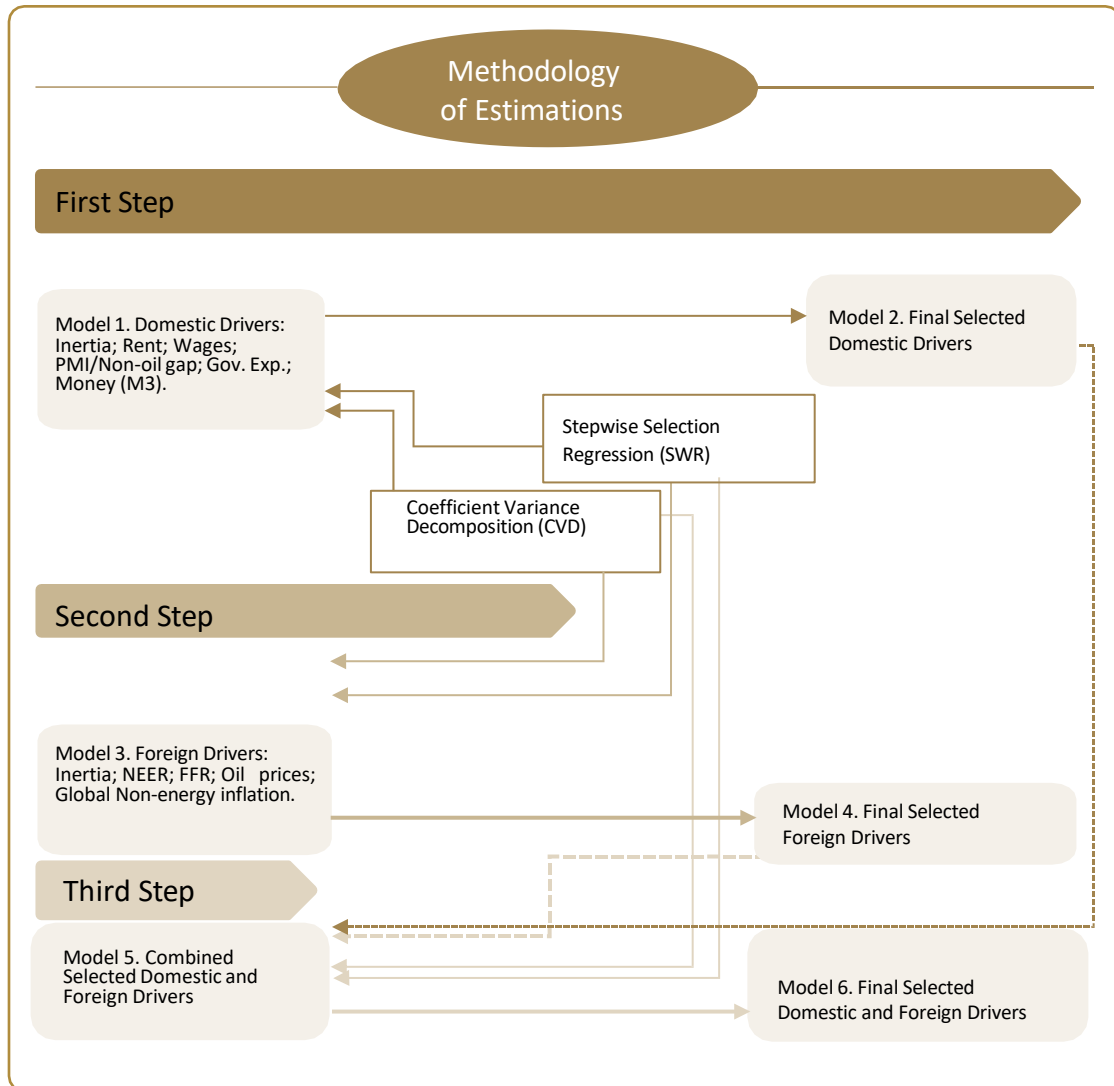 Methodology
of Estimations
First Step
Model 1. Domestic Drivers:
Inertia; Rent; Wages;
PMI/Non-oil gap; Gov. Exp.;
Money (M3).
Model 2. Final Selected
Domestic Drivers
Stepwise Selection
Regression (SWR)
Coefficient Variance
Decomposition (CVD)
Second Step
Model 3. Foreign Drivers:
Inertia; NEER; FFR; Oil prices;
Global Non-energy inflation.
Model 4. Final Selected
Foreign Drivers
Third Step
Model 5. Combined
Selected Domestic and
Foreign Drivers
Model 6. Final Selected
Domestic and Foreign Drivers